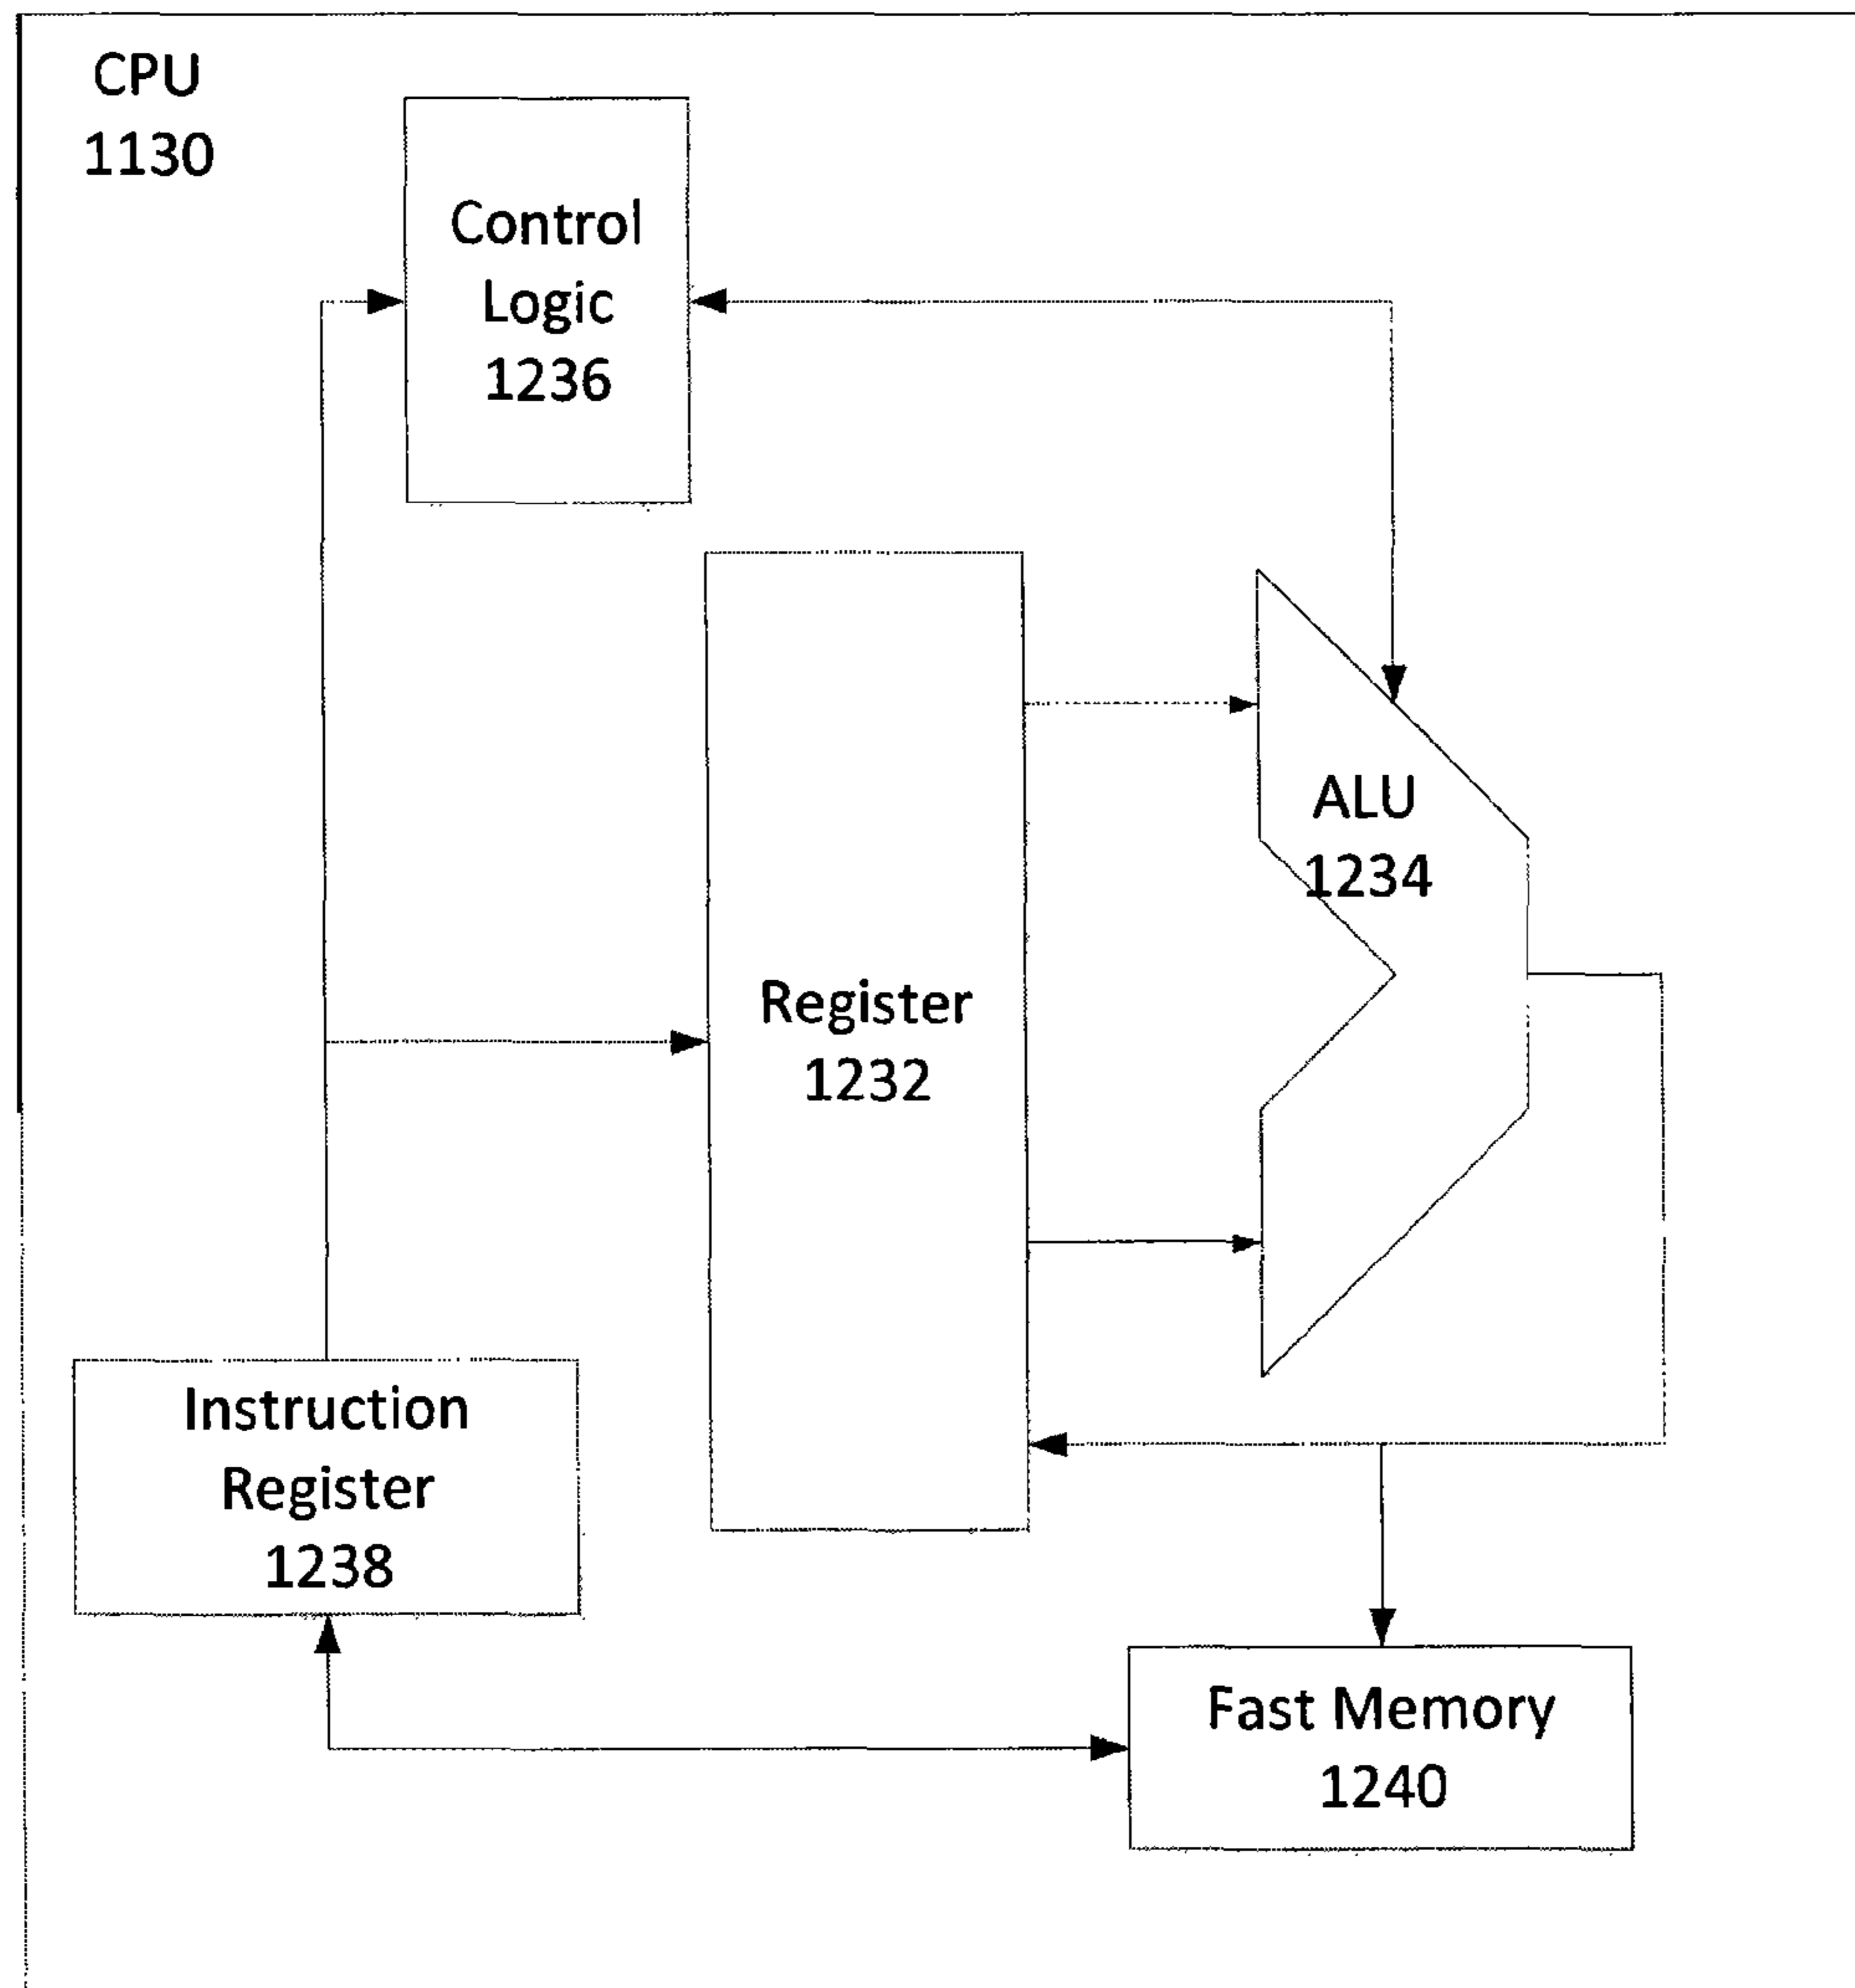 CPU
1130
Control
Logic
1236
ALU
1234
Register
1232
Instruction
Register
1238
Fast Memory
1240